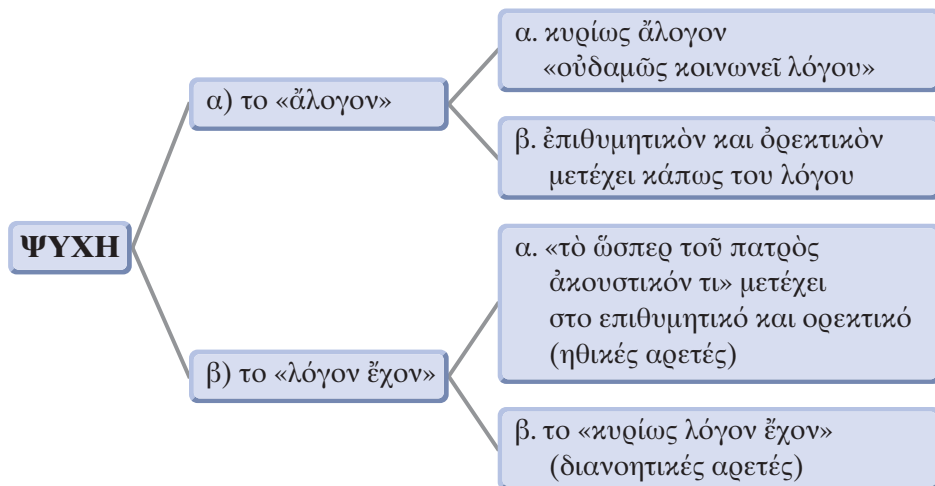 ΨΥΧΗ
α) το «ἄλογον»
α. κυρίως ἄλογον
«οὐδαμῶς κοινωνεῖ λόγου»
β. ἐπιθυμητικὸν και ὀρεκτικὸν
μετέχει κάπως του λόγου
β) το «λόγον ἔχον»
α. «τὸ ὥσπερ τοῦ πατρὸς
ἀκουστικόν τι» μετέχει
στο επιθυμητικό και ορεκτικό
(ηθικές αρετές)
β. το «κυρίως λόγον ἔχον»
(διανοητικές αρετές)